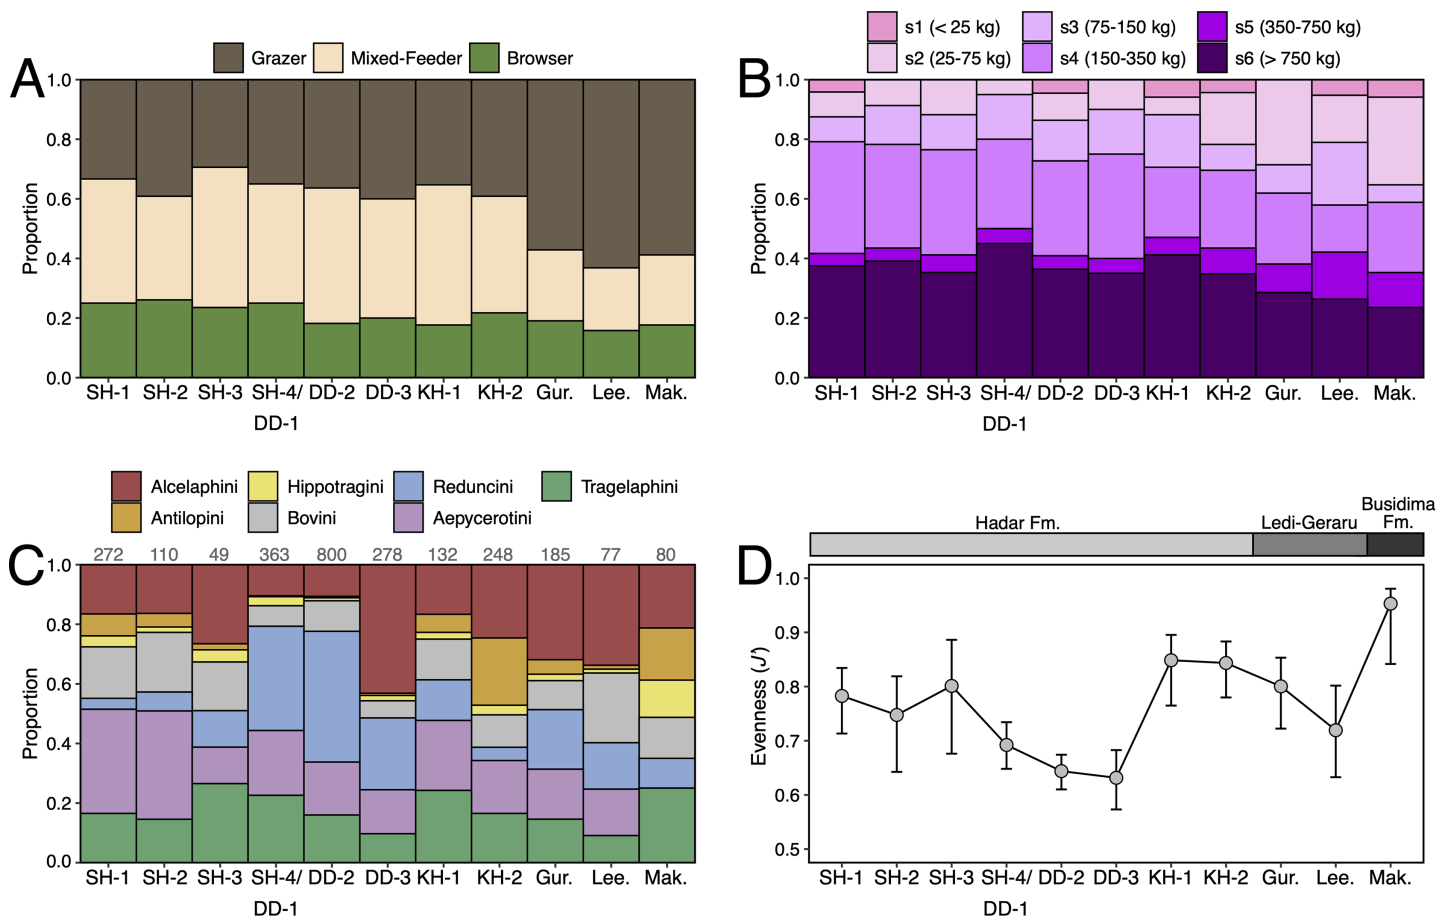 A
Grazer Mixed-Feeder Browser
Proportion
1.0
0.8
0.6
0.4
0.2
0.0
SH-1 SH-2 SH-3 SH-4/ DD-2 DD-3 KH-1 KH-2 Gur. Lee. Mak.
DD-1
B
s1 (< 25 kg) s3 (75-150 kg) s5 (350-750 kg)
s2 (25-75 kg) s4 (150-350 kg) s6 (> 750 kg)
Proportion
1.0
0.8
0.6
0.4
0.2
0.0
SH-1 SH-2 SH-3 SH-4/ DD-2 DD-3 KH-1 KH-2 Gur. Lee. Mak.
DD-1
C
Alcelaphini Hippotragini Reduncini Tragelaphini
Antilopini Bovini Aepycerotini
272 110 49 363 800 278 132 248 185 77 80
Proportion
1.0
0.8
0.6
0.4
0.2
0.0
SH-1 SH-2 SH-3 SH-4/ DD-2 DD-3 KH-1 KH-2 Gur. Lee. Mak.
DD-1
D
Hadar Fm. Ledi-Geraru Busidima
Fm.
Evenness (J')
1.0
0.9
0.8
0.7
0.6
0.5
SH-1 SH-2 SH-3 SH-4/ DD-2 DD-3 KH-1 KH-2 Gur. Lee. Mak.
DD-1